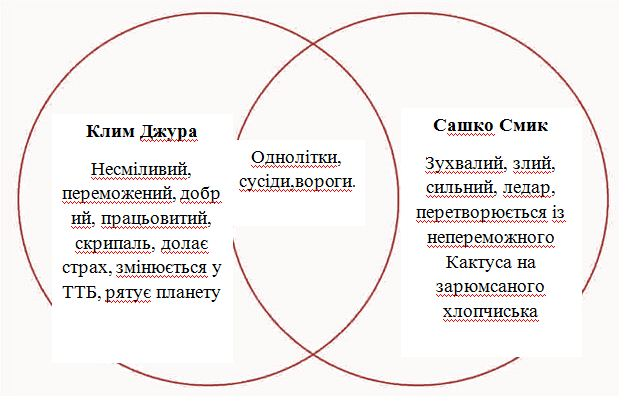 Клим Джура
Несміливий,
переможений, добр
ий, працьовитий,
скрипаль, долає
страх, змінюється у
ТТБ, рятує планету
Однолітки,
сусіди,вороги.
Сашко Смик
Зухвалий, злий,
сильний, ледар,
перетворюється із
непереможного
Кактуса на
зарюмсаного
хлопчиська